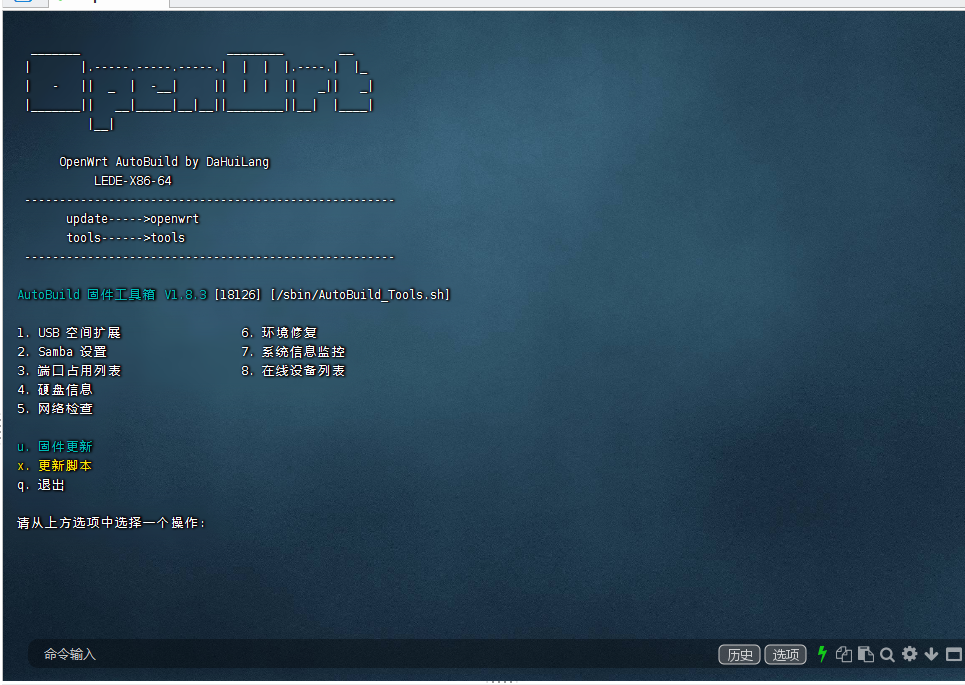 OpenWrt
OpenWrt AutoBuild by DaHuiLang
LEDE-X86-64
-----------------------------------------------------
update----->openwrt
tools------>tools
-----------------------------------------------------
AutoBuild 固件工具箱 V1.8.3 [18126] [/sbin/AutoBuild_Tools.sh]
1. USB 空间扩展 6. 环境修复
2. Samba 设置 7. 系统信息监控
3. 端口占用列表 8. 在线设备列表
4. 硬盘信息
5. 网络检查
u. 固件更新
x. 更新脚本
q. 退出
请从上方选项中选择一个操作:
命令输入 历史 选项